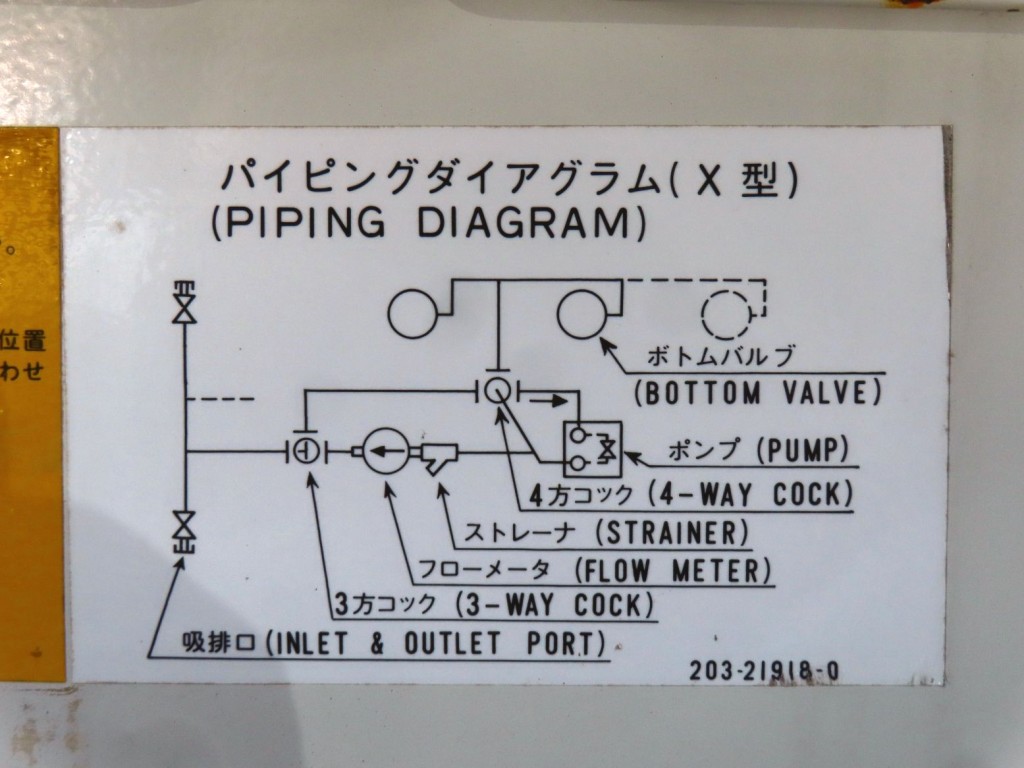 パイピングダイアグラム(X型)
(PIPING DIAGRAM)
。
位置
わせ
ボトムバルブ
(BOTTOM VALVE)
ポンプ (PUMP)
4方コック (4-WAY COCK)
ストレーナ (STRAINER)
フローメータ (FLOW METER)
3方コック (3-WAY COCK)
吸排口 (INLET & OUTLET PORT)
203-21918-0